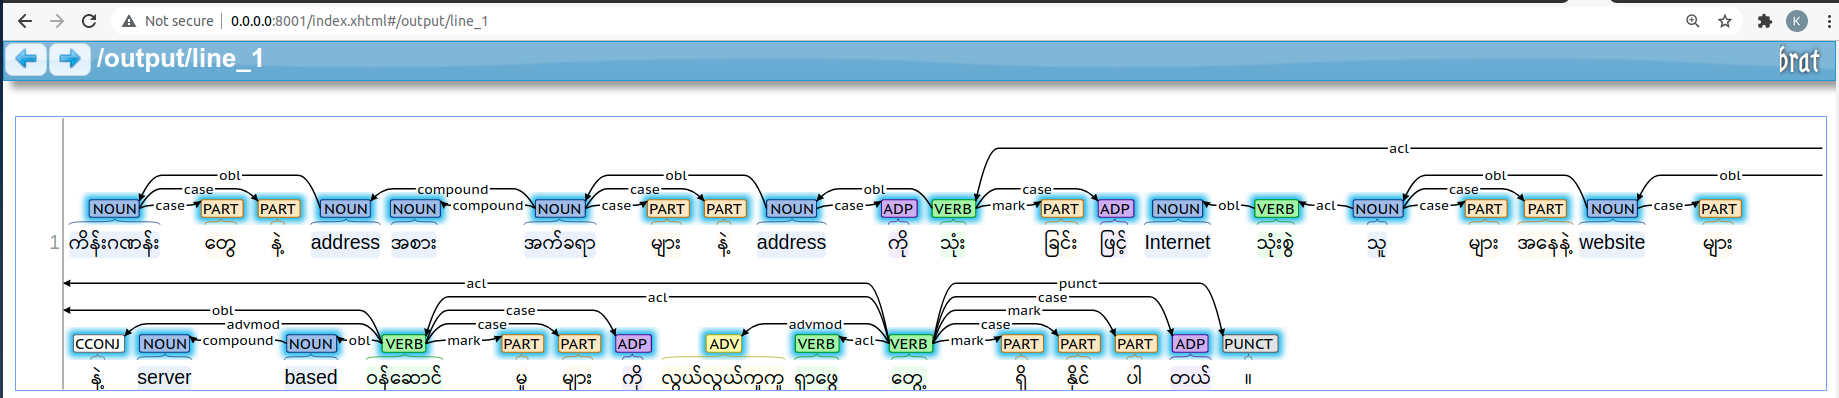 Not secure | 0.0.0.0:8001/index.xhtml#/output/line_1 K
/output/line_1 brat
acl
obl obl obl obl
case compound case obl case case obl
NOUN case PART PART NOUN NOUN compound NOUN case PART PART NOUN case ADP VERB mark PART ADP NOUN obl VERB acl NOUN case PART PART NOUN case PART
1 ကိန်းဂဏန်း တွေ နဲ့ address အစား အက်ခရာ များ နဲ့ address ကို သုံး ခြင်း ဖြင့် Internet သုံးစွဲ သူ များ အနေနဲ့ website များ
acl punct
acl case
obl case mark
advmod case advmod case
CCONJ NOUN compound NOUN obl VERB mark PART PART ADP ADV VERB acl VERB mark PART PART PART ADP PUNCT
နဲ့ server based ဝန်ဆောင် မှု များ ကို လွယ်လွယ်ကူကူ ရှာဖွေ တွေ့ ရှိ နိုင် ပါ တယ် ။